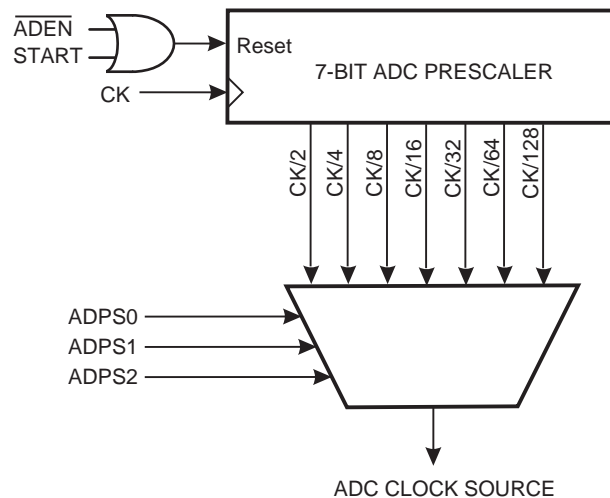 ADEN
START
Reset
7-BIT ADC PRESCALER
CK
CK/2
CK/4
CK/8
CK/16
CK/32
CK/64
CK/128
ADPS0
ADPS1
ADPS2
ADC CLOCK SOURCE